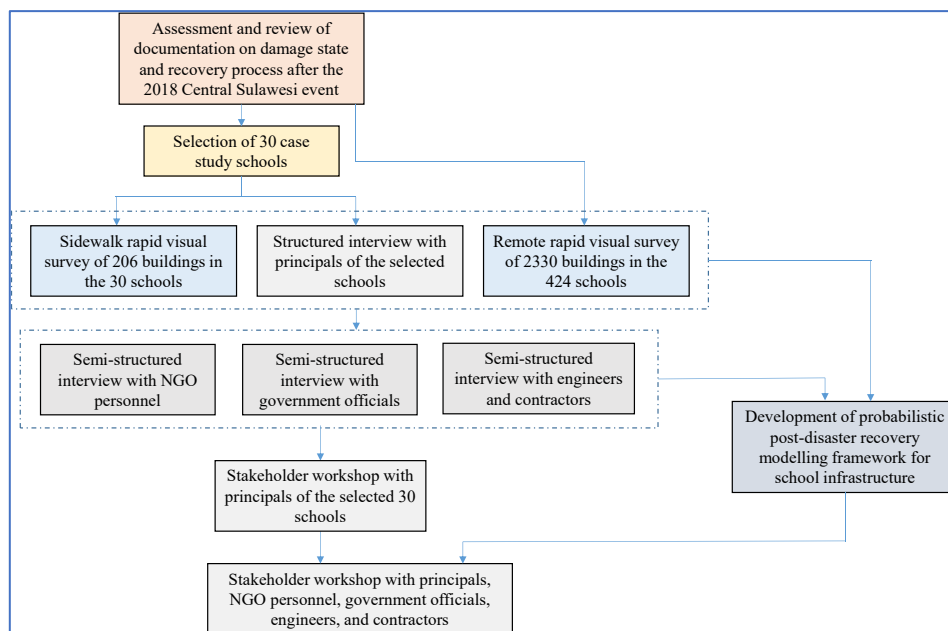 Assessment and review of
documentation on damage state
and recovery process after the
2018 Central Sulawesi event
Selection of 30 case
study schools
Sidewalk rapid visual
survey of 206 buildings in
the 30 schools
Structured interview with
principals of the selected
schools
Remote rapid visual survey
of 2330 buildings in the
424 schools
Semi-structured
interview with NGO
personnel
Semi-structured
interview with
government officials
Semi-structured
interview with engineers
and contractors
Development of probabilistic
post-disaster recovery
modelling framework for
school infrastructure
Stakeholder workshop with
principals of the selected 30
schools
Stakeholder workshop with principals,
NGO personnel, government officials,
engineers, and contractors